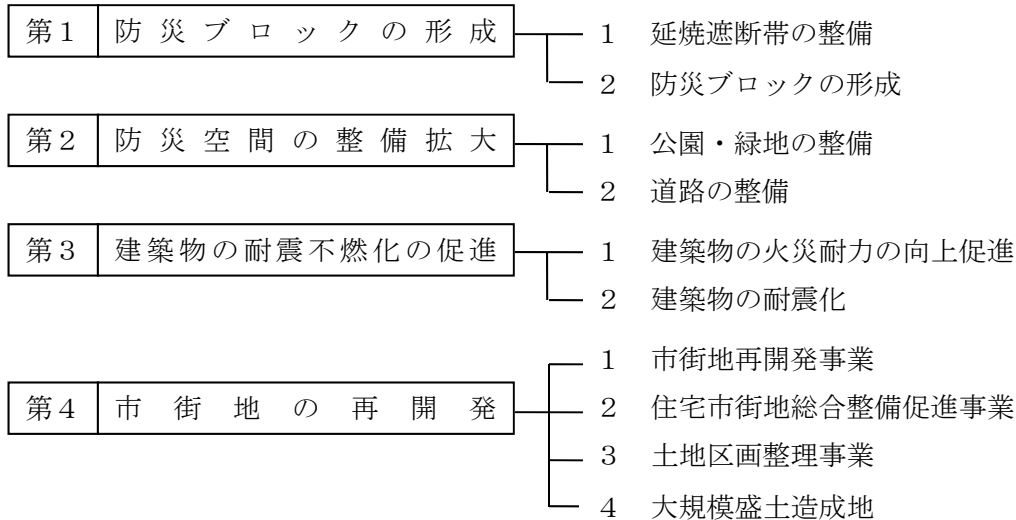 第１ 防災ブロックの形成
１ 延焼遮断帯の整備
２ 防災ブロックの形成
第２ 防災空間の整備拡大
１ 公園・緑地の整備
２ 道路の整備
第３ 建築物の耐震不燃化の促進
１ 建築物の火災耐力の向上促進
２ 建築物の耐震化
第４ 市街地の再開発
１ 市街地再開発事業
２ 住宅市街地総合整備促進事業
３ 土地区画整理事業
４ 大規模盛土造成地